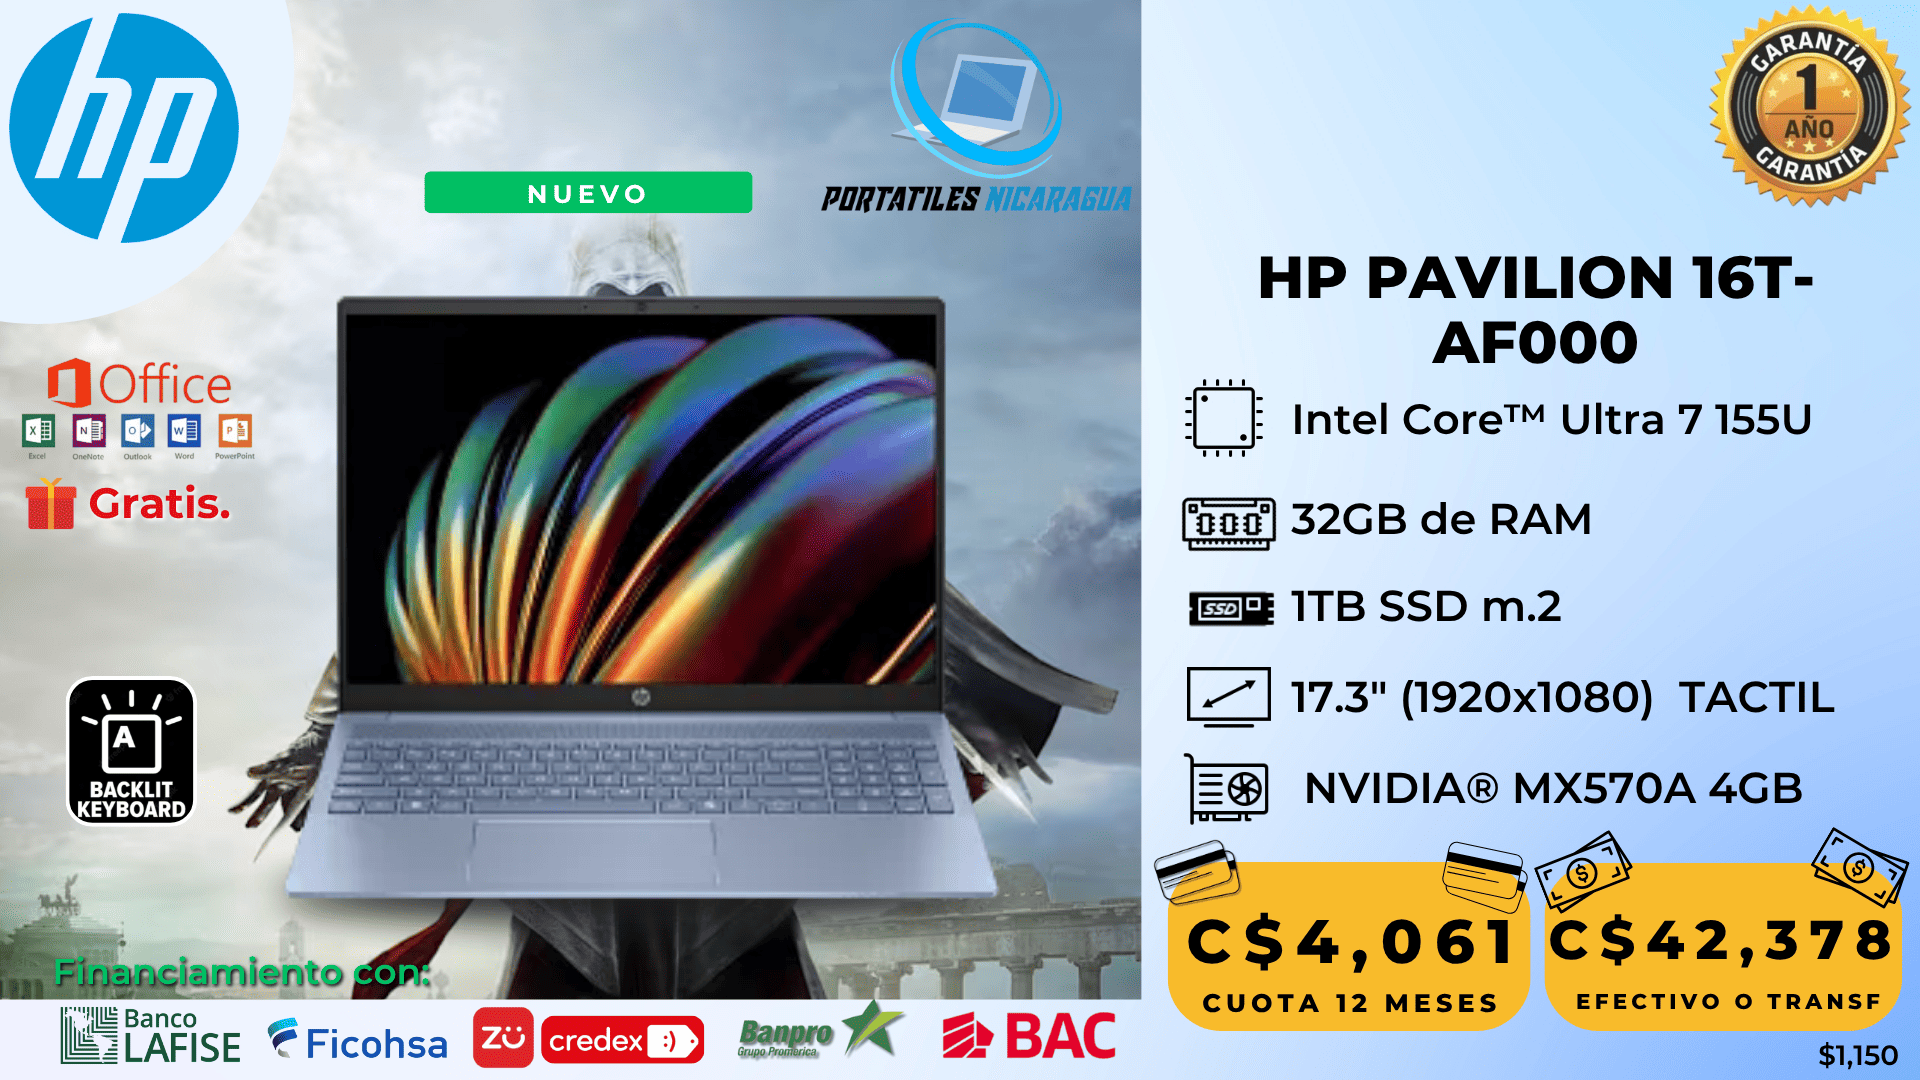 hp
NUEVO
PORTATILES NICARAGUA
GARANTÍA
1
AÑO
GARANTÍA
HP PAVILION 16T-
AF000
Intel Core™ Ultra 7 155U
32GB de RAM
SSD
1TB SSD m.2
17.3" (1920x1080) TACTIL
NVIDIA® MX570A 4GB
Office
Excel
OneNote
Outlook
Word
PowerPoint
Gratis.
hp
A
BACKLIT
KEYBOARD
C$4,061
CUOTA 12 MESES
C$42,378
EFECTIVO O TRANSF
$1,150
Financiamiento con:
Banco
LAFISE
Ficohsa
ZU
credex
Banpro
Grupo Promerica
BAC